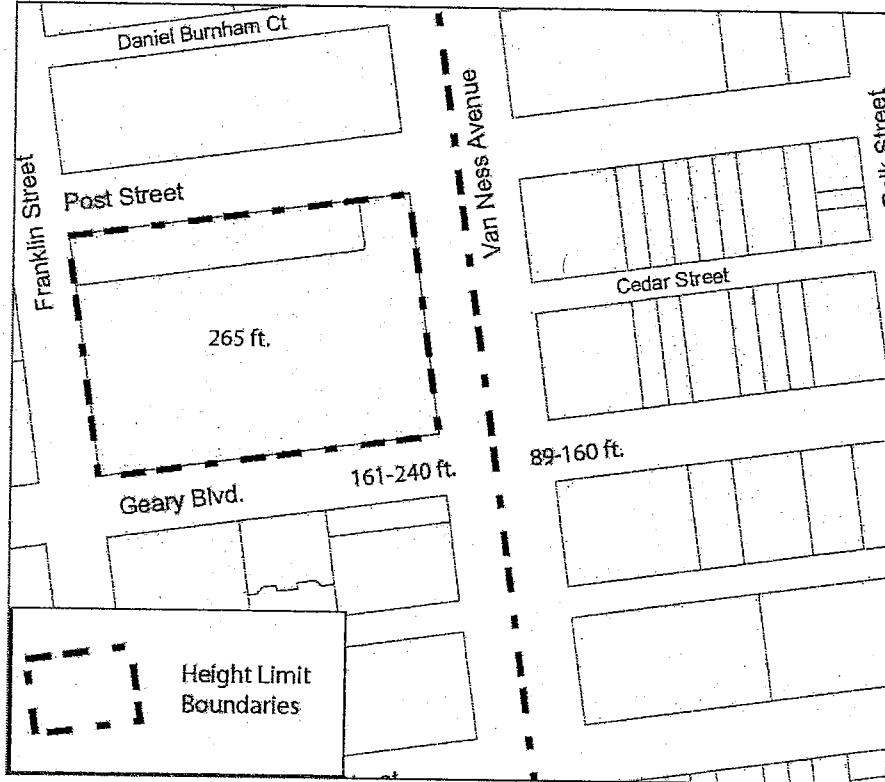 Daniel Burnham Ct
Van Ness Avenue
Franklin Street
Post Street
Street
Cedar Street
265 ft.
161-240 ft.
89-160 ft.
Geary Blvd.
Height Limit
Boundaries